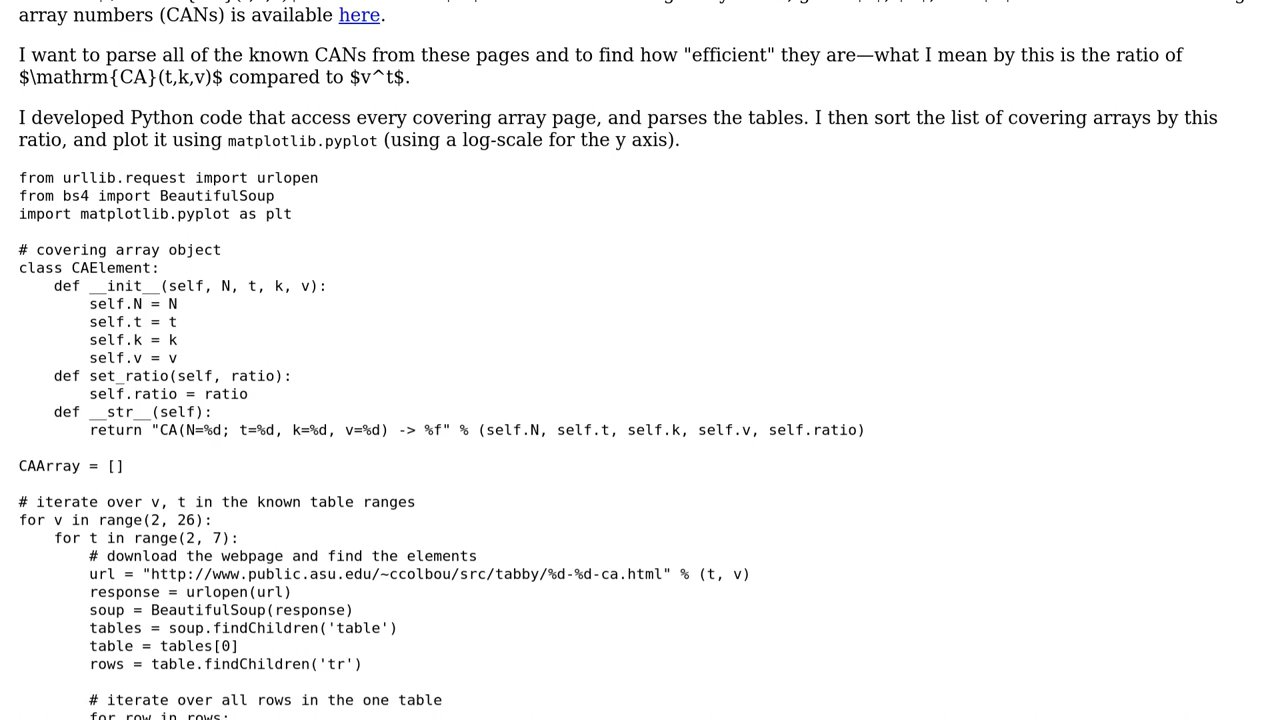 array numbers (CANs) is available here.
I want to parse all of the known CANs from these pages and to find how "efficient" they are—what I mean by this is the ratio of
$\mathrm{CA}(t,k,v)$ compared to $v^t$.
I developed Python code that access every covering array page, and parses the tables. I then sort the list of covering arrays by this
ratio, and plot it using matplotlib.pyplot (using a log-scale for the y axis).
from urllib.request import urlopen
from bs4 import BeautifulSoup
import matplotlib.pyplot as plt
# covering array object
class CAElement:
    def __init__(self, N, t, k, v):
        self.N = N
        self.t = t
        self.k = k
        self.v = v
    def set_ratio(self, ratio):
        self.ratio = ratio
    def __str__(self):
        return "CA(N=%d; t=%d, k=%d, v=%d) -> %f" % (self.N, self.t, self.k, self.v, self.ratio)
CAArray = []
# iterate over v, t in the known table ranges
for v in range(2, 26):
    for t in range(2, 7):
        # download the webpage and find the elements
        url = "http://www.public.asu.edu/~ccolbou/src/tabby/%d-%d-ca.html" % (t, v)
        response = urlopen(url)
        soup = BeautifulSoup(response)
        tables = soup.findChildren('table')
        table = tables[0]
        rows = table.findChildren('tr')
        # iterate over all rows in the one table
        for row in rows: